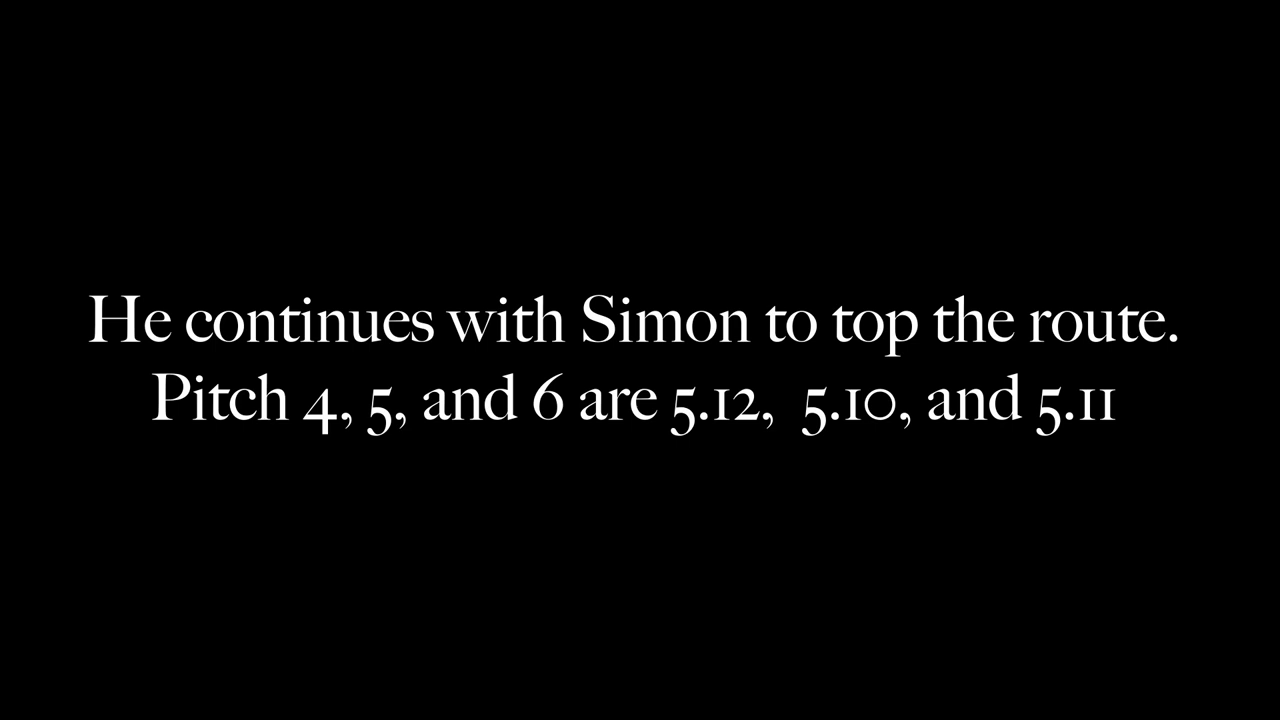 He continues with Simon to top the route.
Pitch 4, 5, and 6 are 5.12,  5.10, and 5.11